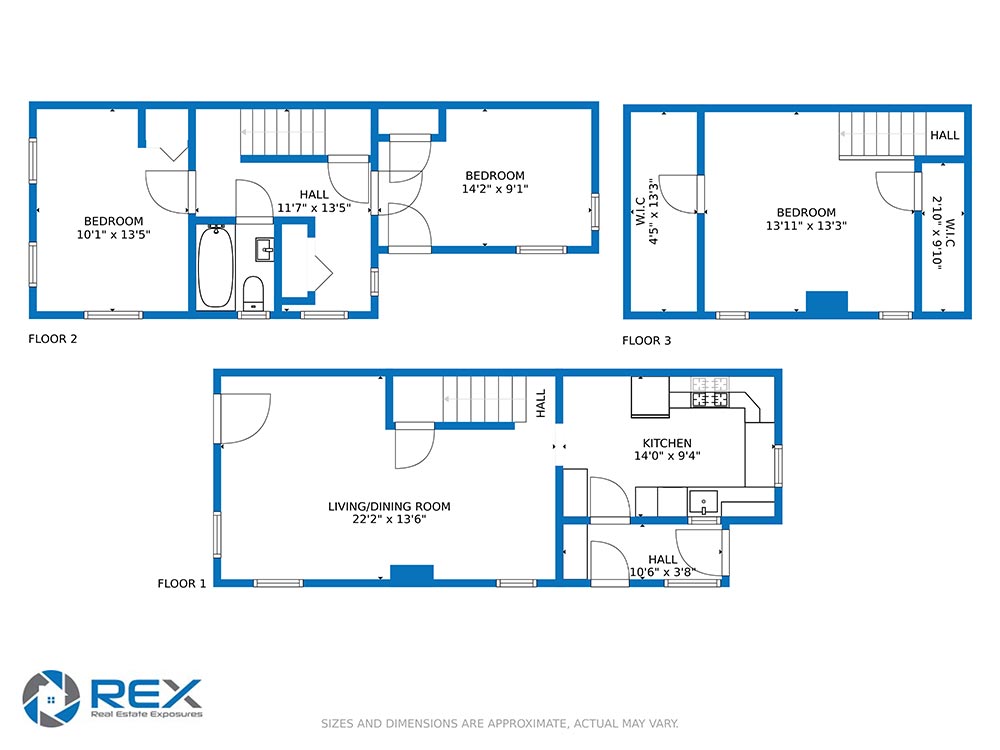 BEDROOM
10'1" x 13'5"
HALL
11'7" x 13'5"
BEDROOM
14'2" x 9'1"
FLOOR 2
W.I.C
4'5" x 13'3"
BEDROOM
13'11" x 13'3"
HALL
W.I.C
2'10" x 9'10"
FLOOR 3
LIVING/DINING ROOM
22'2" x 13'6"
HALL
KITCHEN
14'0" x 9'4"
HALL
10'6" x 3'8"
FLOOR 1
REX
Real Estate Exposures
SIZES AND DIMENSIONS ARE APPROXIMATE, ACTUAL MAY VARY.